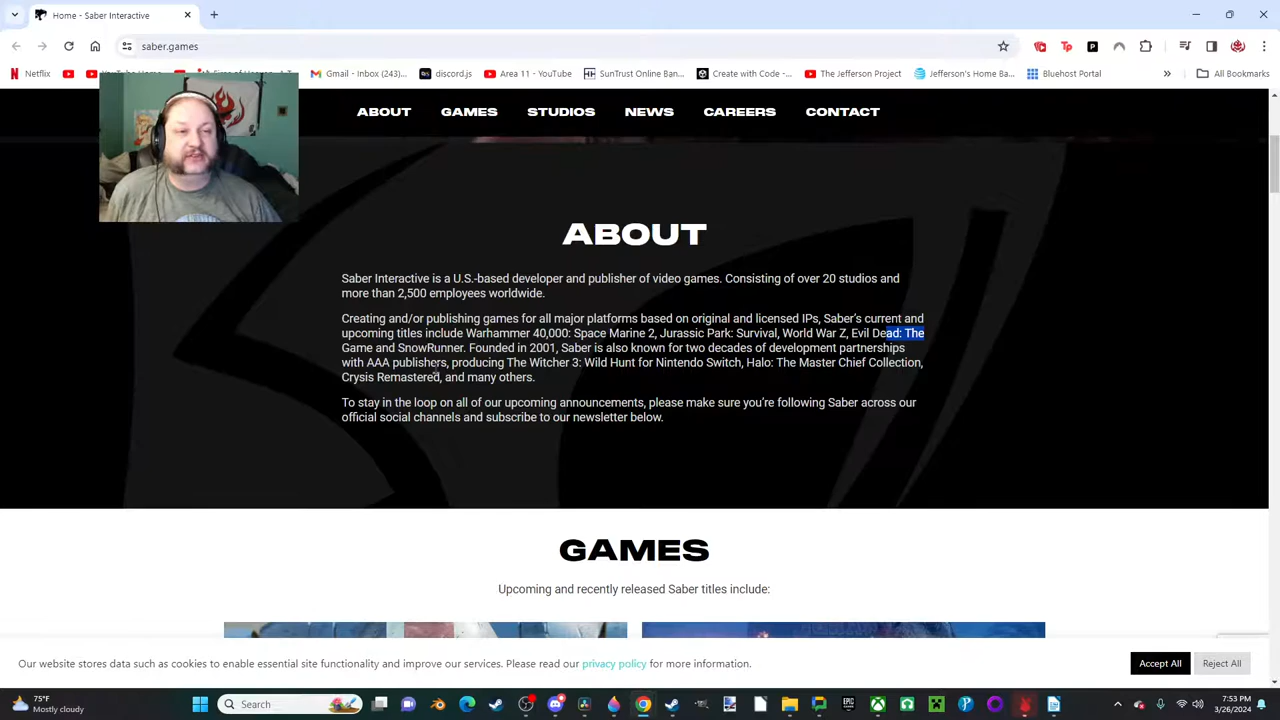 Home - Saber Interactive
saber.games
Netflix
YouTube Home
Gmail - Inbox (243)...
discord.js
Area 11 - YouTube
SunTrust Online Ban...
Create with Code -...
The Jefferson Project
Jefferson's Home Ba...
Bluehost Portal
»
All Bookmarks
ABOUT GAMES STUDIOS NEWS CAREERS CONTACT
ABOUT
Saber Interactive is a U.S.-based developer and publisher of video games. Consisting of over 20 studios and
more than 2,500 employees worldwide.
Creating and/or publishing games for all major platforms based on original and licensed IPs, Saber's current and
upcoming titles include Warhammer 40,000: Space Marine 2, Jurassic Park: Survival, World War Z, Evil Dead: The
Game and SnowRunner. Founded in 2001, Saber is also known for two decades of development partnerships
with AAA publishers, producing The Witcher 3: Wild Hunt for Nintendo Switch, Halo: The Master Chief Collection,
Crysis Remastered, and many others.
To stay in the loop on all of our upcoming announcements, please make sure you're following Saber across our
official social channels and subscribe to our newsletter below.
GAMES
Upcoming and recently released Saber titles include:
Our website stores data such as cookies to enable essential site functionality and improve our services. Please read our privacy policy for more information.
Accept All
Reject All
75°F
Mostly cloudy
Search
7:53 PM
3/26/2024